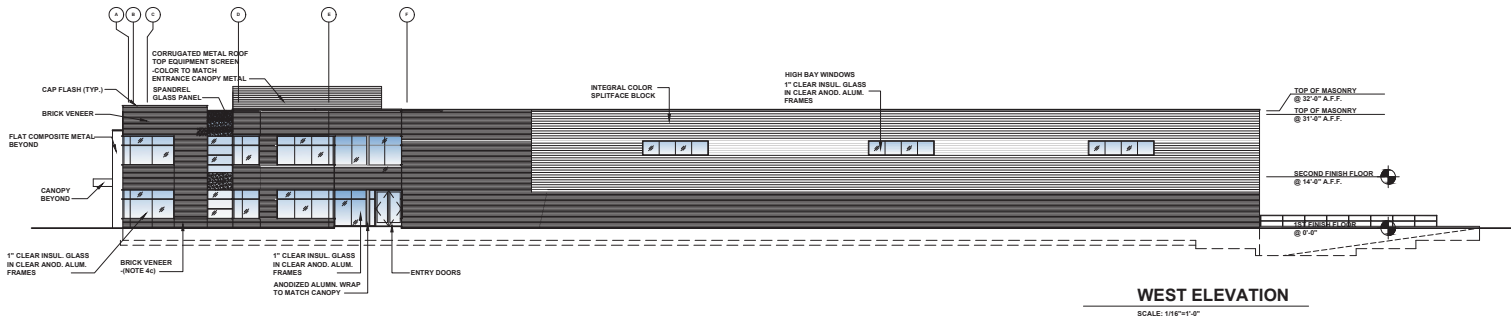 A B C D E F
CORRUGATED METAL ROOF
TOP EQUIPMENT SCREEN
-COLOR TO MATCH
ENTRANCE CANOPY METAL
CAP FLASH (TYP.)
SPANDREL
GLASS PANEL
BRICK VENEER
FLAT COMPOSITE METAL
BEYOND
CANOPY
BEYOND
INTEGRAL COLOR
SPLITFACE BLOCK
HIGH BAY WINDOWS
1" CLEAR INSUL. GLASS
IN CLEAR ANOD. ALUM.
FRAMES
TOP OF MASONRY
@ 32'-0" A.F.F.
TOP OF MASONRY
@ 31'-0" A.F.F.
SECOND FINISH FLOOR
@ 14'-0" A.F.F.
1ST FINISH FLOOR
@ 0'-0"
1" CLEAR INSUL. GLASS
IN CLEAR ANOD. ALUM.
FRAMES
BRICK VENEER
-(NOTE 4c)
1" CLEAR INSUL. GLASS
IN CLEAR ANOD. ALUM.
FRAMES
ANODIZED ALUMN. WRAP
TO MATCH CANOPY
ENTRY DOORS
WEST ELEVATION
SCALE: 1/16"=1'-0"